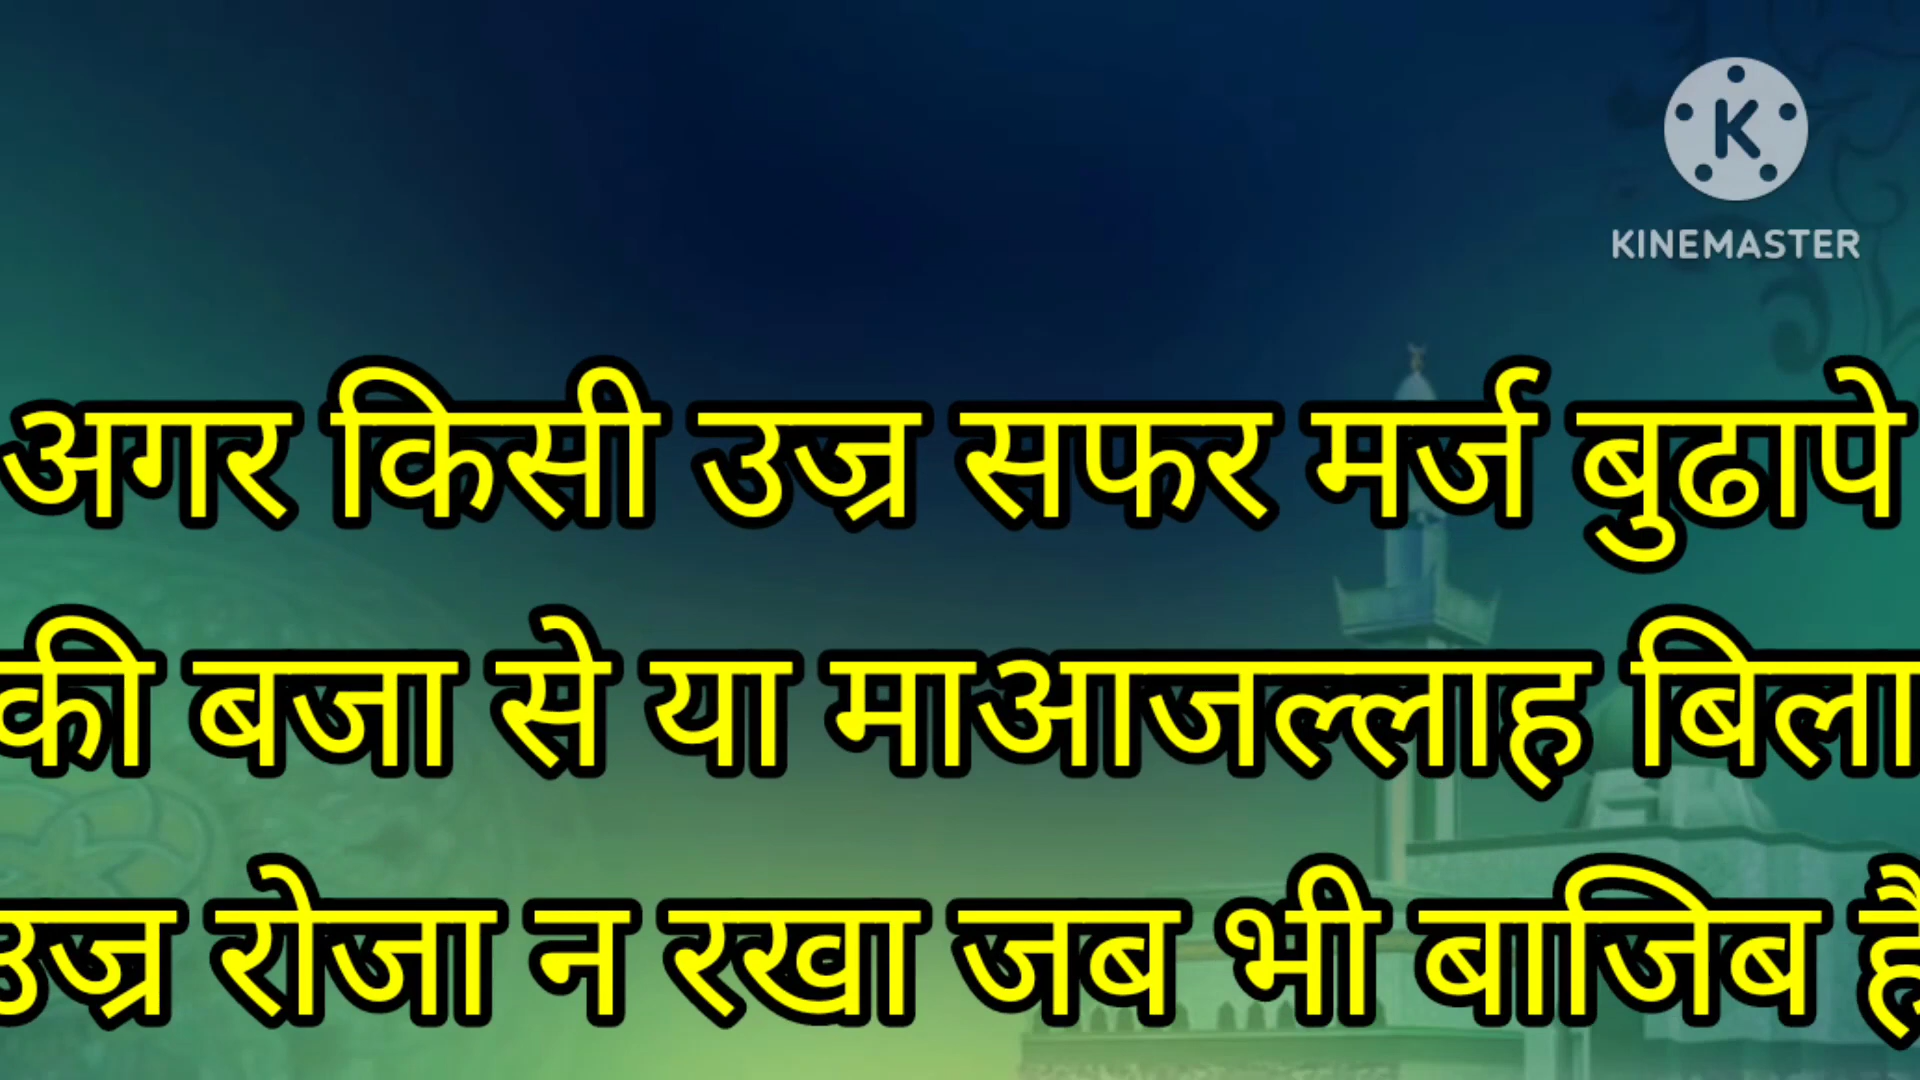 KINEMASTER
अगर किसी उज्र सफर मर्ज बुढापे
की बजा से या माआजल्लाह बिला
उज्र रोजा न रखा जब भी बाजिब है